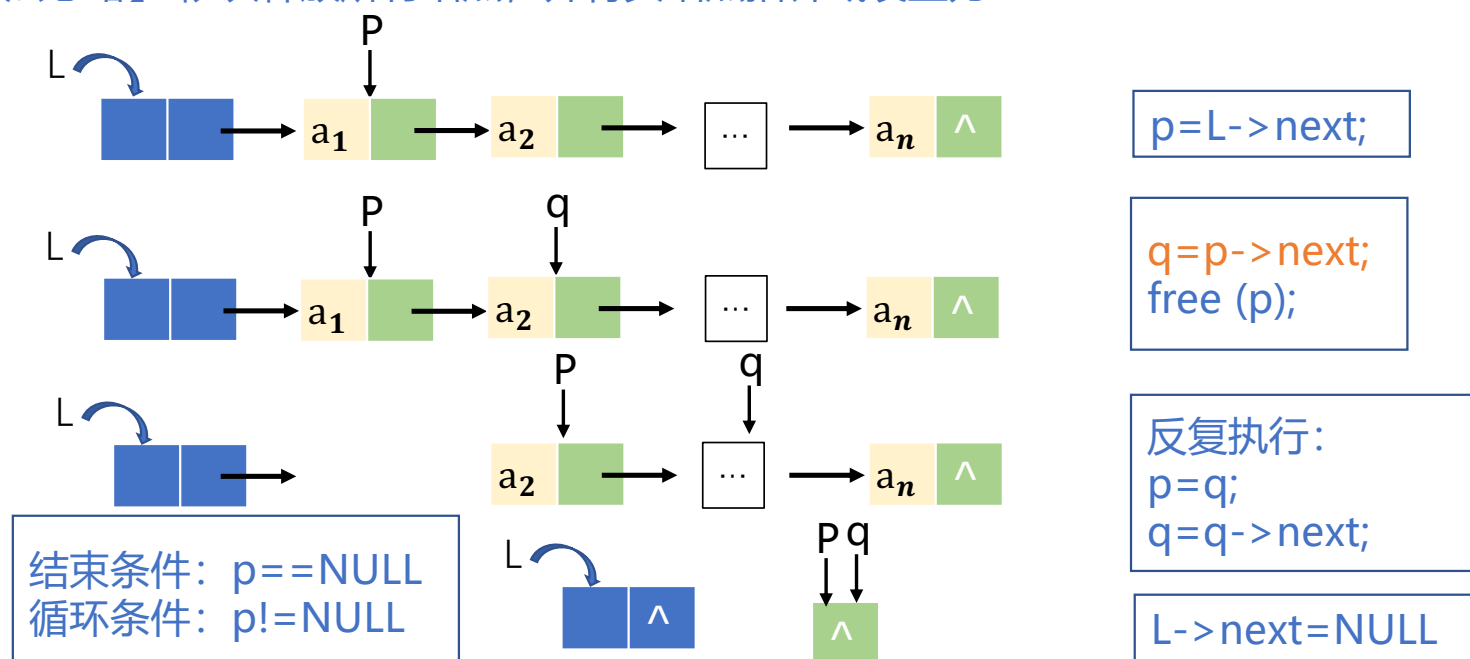 P
L
a₁ a₂ ... aₙ ^
p=L->next;
P q
L
a₁ a₂ ... aₙ ^
q=p->next;
free (p);
P q
L
a₂ ... aₙ ^
反复执行：
p=q;
q=q->next;
结束条件：p==NULL
循环条件：p!=NULL
L ^
P q
^
L->next=NULL